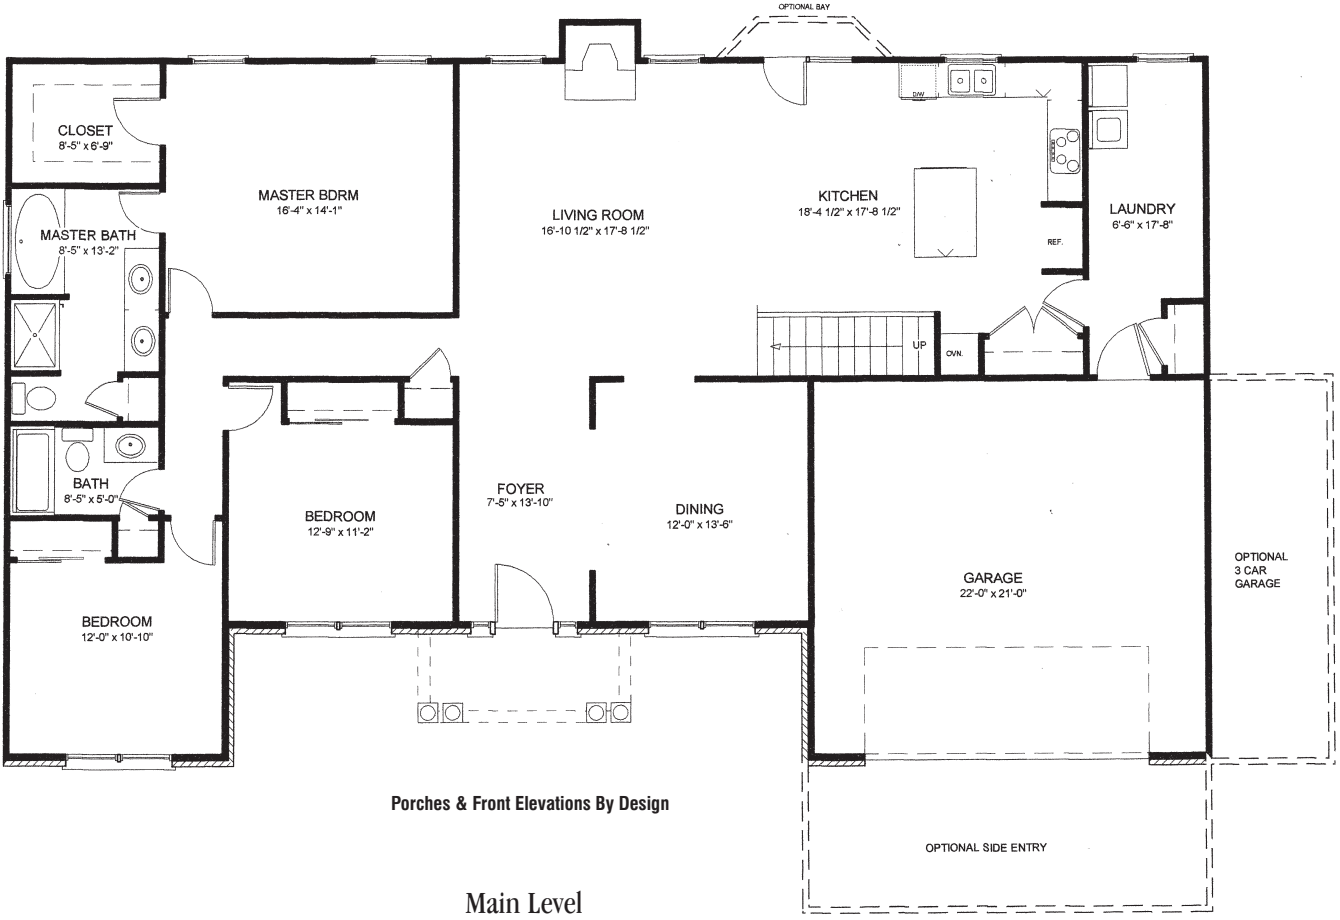 OPTIONAL BAY
CLOSET
8'-5" x 6'-9"
MASTER BDRM
16'-4" x 14'-1"
D/W
KITCHEN
18'-4 1/2" x 17'-8 1/2"
LIVING ROOM
16'-10 1/2" x 17'-8 1/2"
LAUNDRY
6'-6" x 17'-8"
MASTER BATH
8'-5" x 13'-2"
REF.
UP
OVN.
BATH
8'-5" x 5'-0"
FOYER
7'-5" x 13'-10"
BEDROOM
12'-9" x 11'-2"
DINING
12'-0" x 13'-6"
GARAGE
22'-0" x 21'-0"
OPTIONAL
3 CAR
GARAGE
BEDROOM
12'-0" x 10'-10"
Porches & Front Elevations By Design
OPTIONAL SIDE ENTRY
Main Level